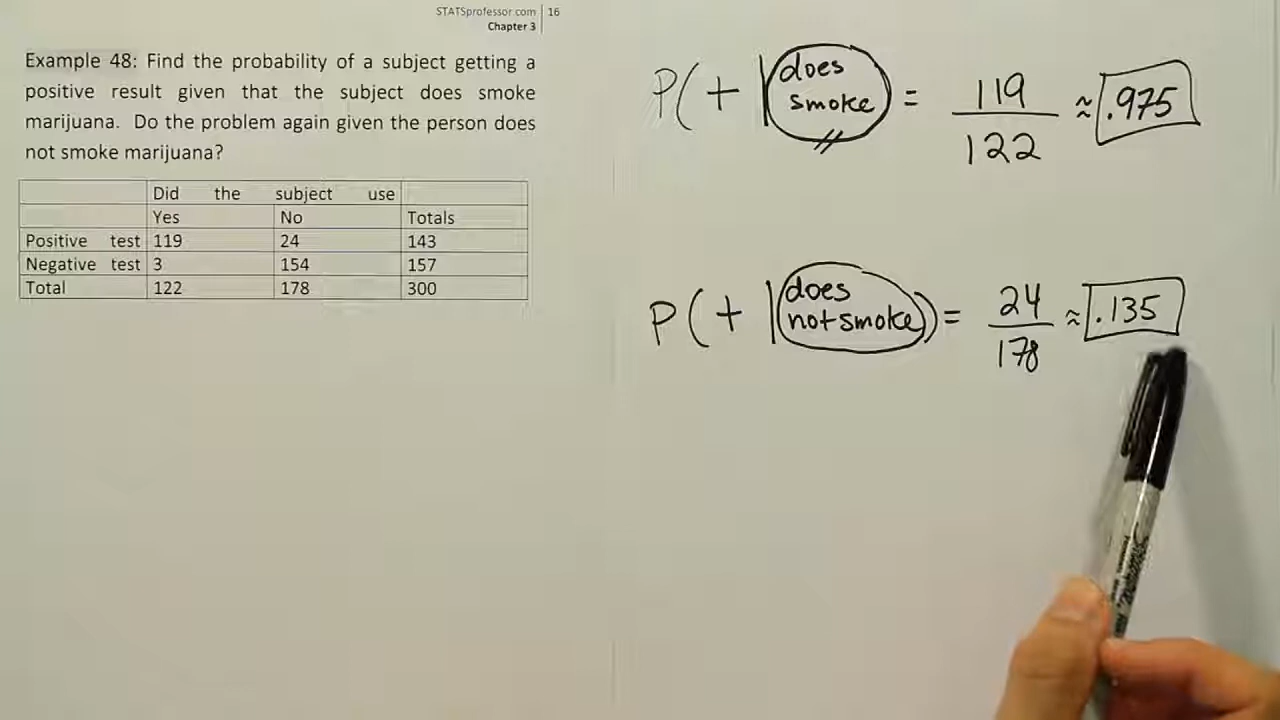 STATSprofessor.com | 16
Chapter 3
Example 48: Find the probability of a subject getting a
positive result given that the subject does smoke
marijuana. Do the problem again given the person does
not smoke marijuana?
Did the subject use
Yes No Totals
Positive test 119 24 143
Negative test 3 154 157
Total 122 178 300
P( + | does smoke ) = 119/122 ≈ .975
P( + | does not smoke ) = 24/178 ≈ .135